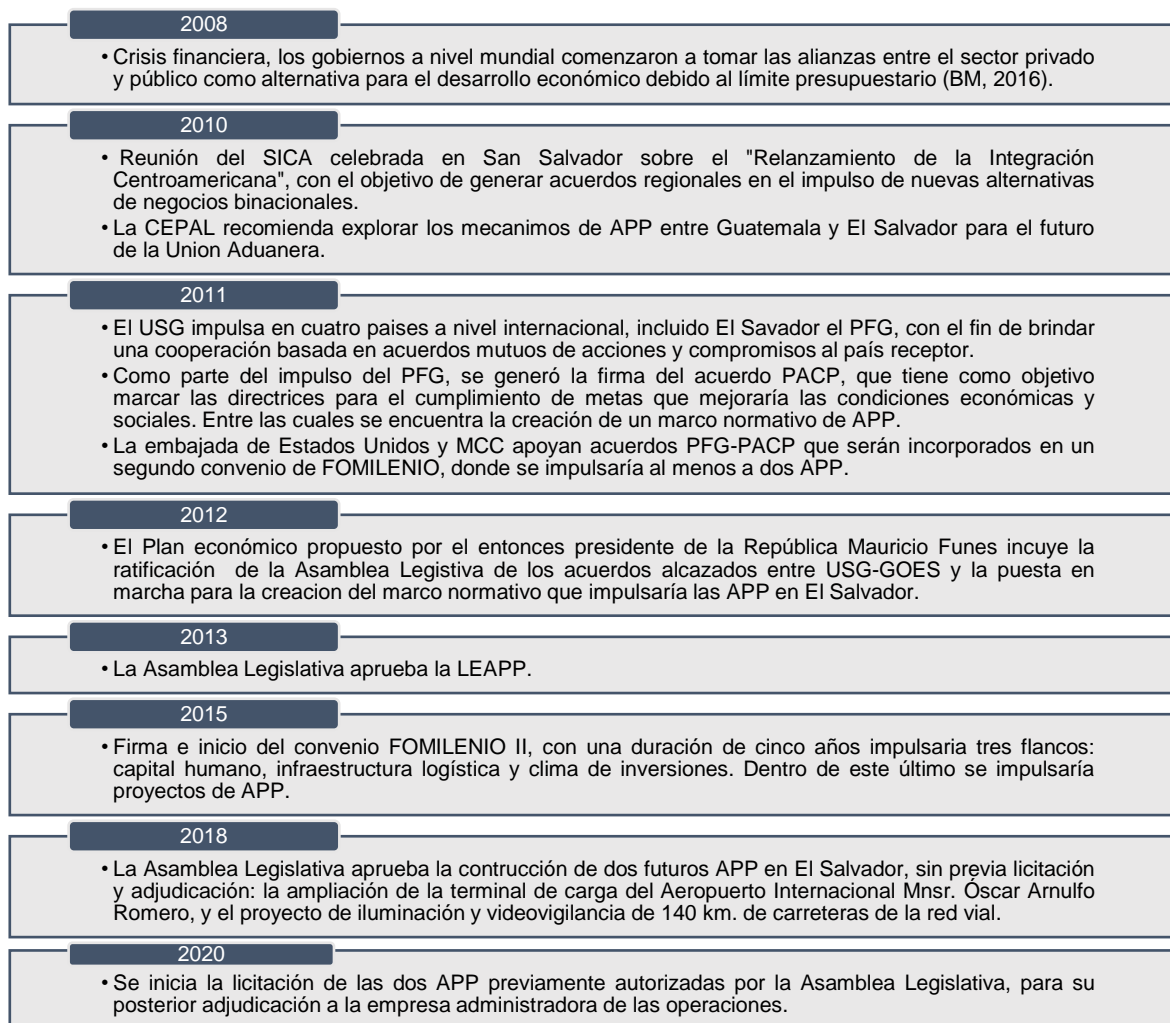 2008
• Crisis financiera, los gobiernos a nivel mundial comenzaron a tomar las alianzas entre el sector privado
y público como alternativa para el desarrollo económico debido al límite presupuestario (BM, 2016).
2010
• Reunión del SICA celebrada en San Salvador sobre el "Relanzamiento de la Integración
Centroamericana", con el objetivo de generar acuerdos regionales en el impulso de nuevas alternativas
de negocios binacionales.
• La CEPAL recomienda explorar los mecanimos de APP entre Guatemala y El Salvador para el futuro
de la Union Aduanera.
2011
• El USG impulsa en cuatro paises a nivel internacional, incluido El Savador el PFG, con el fin de brindar
una cooperación basada en acuerdos mutuos de acciones y compromisos al país receptor.
• Como parte del impulso del PFG, se generó la firma del acuerdo PACP, que tiene como objetivo
marcar las directrices para el cumplimiento de metas que mejoraría las condiciones económicas y
sociales. Entre las cuales se encuentra la creación de un marco normativo de APP.
• La embajada de Estados Unidos y MCC apoyan acuerdos PFG-PACP que serán incorporados en un
segundo convenio de FOMILENIO, donde se impulsaría al menos a dos APP.
2012
• El Plan económico propuesto por el entonces presidente de la República Mauricio Funes incuye la
ratificación de la Asamblea Legistiva de los acuerdos alcazados entre USG-GOES y la puesta en
marcha para la creacion del marco normativo que impulsaría las APP en El Salvador.
2013
• La Asamblea Legislativa aprueba la LEAPP.
2015
• Firma e inicio del convenio FOMILENIO II, con una duración de cinco años impulsaria tres flancos:
capital humano, infraestructura logística y clima de inversiones. Dentro de este último se impulsaría
proyectos de APP.
2018
• La Asamblea Legislativa aprueba la contrucción de dos futuros APP en El Salvador, sin previa licitación
y adjudicación: la ampliación de la terminal de carga del Aeropuerto Internacional Mnsr. Óscar Arnulfo
Romero, y el proyecto de iluminación y videovigilancia de 140 km. de carreteras de la red vial.
2020
• Se inicia la licitación de las dos APP previamente autorizadas por la Asamblea Legislativa, para su
posterior adjudicación a la empresa administradora de las operaciones.